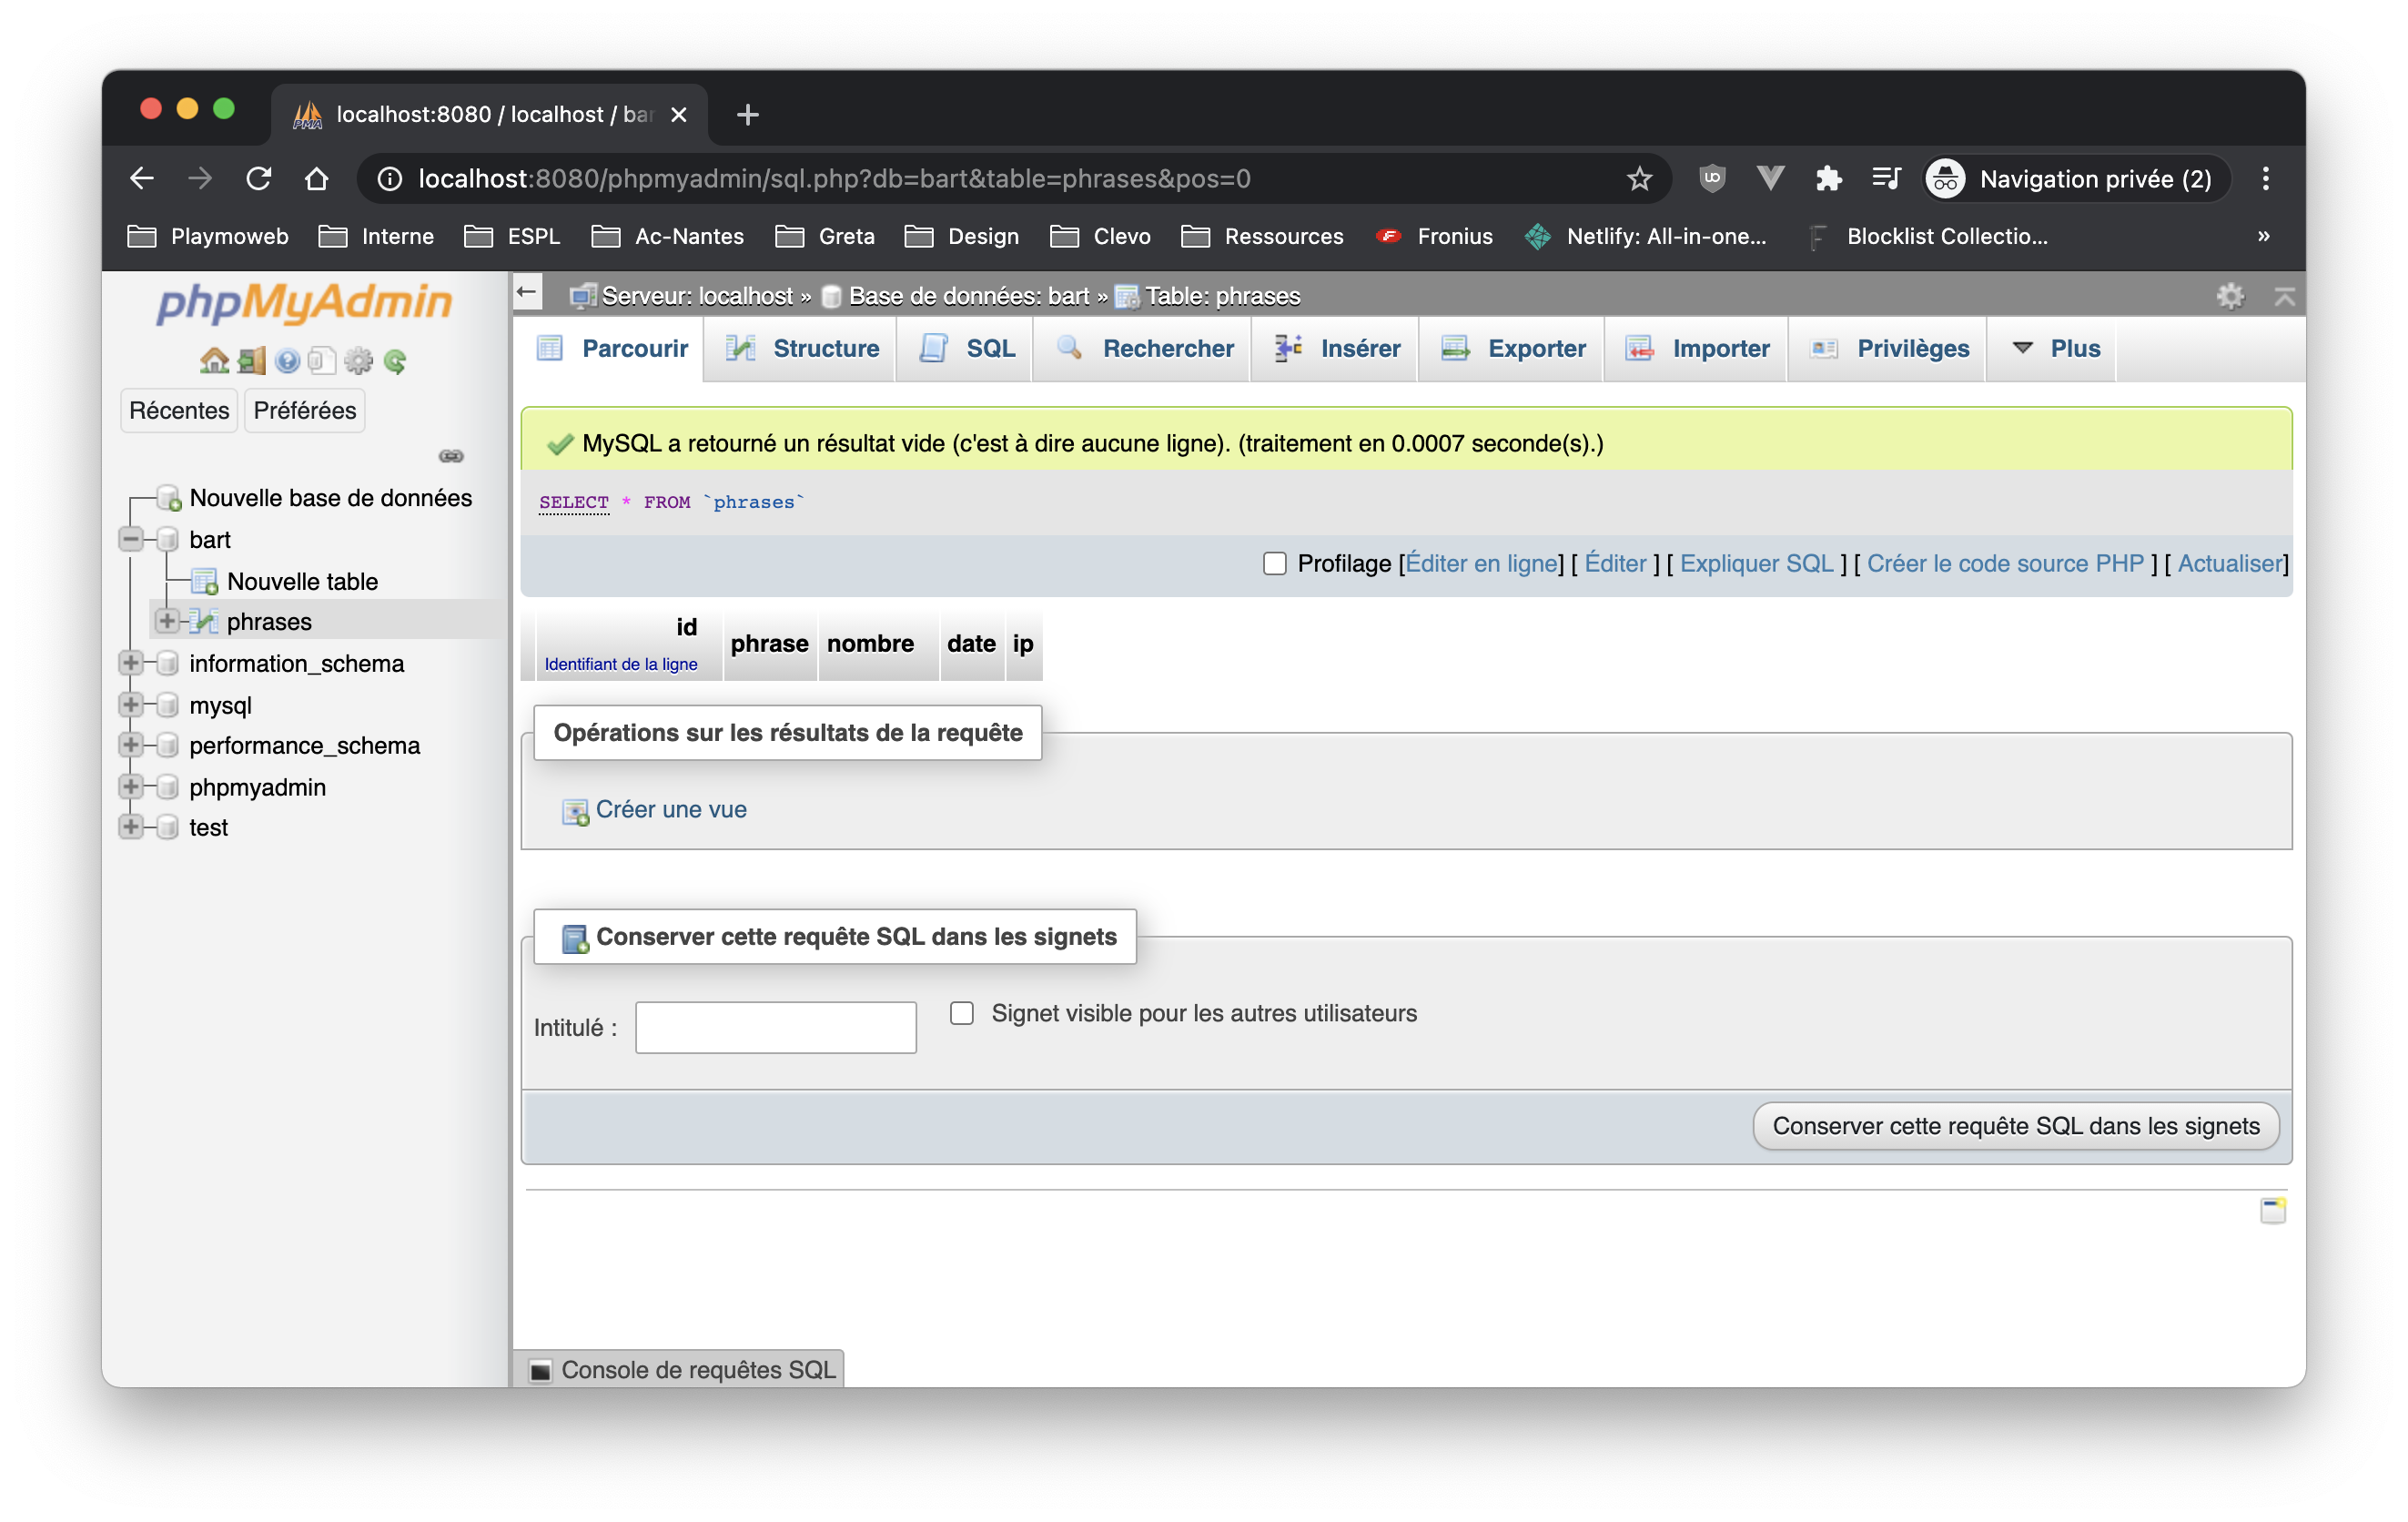 localhost:8080 / localhost / bar
localhost:8080/phpmyadmin/sql.php?db=bart&table=phrases&pos=0
Navigation privée (2)
Playmoweb Interne ESPL Ac-Nantes Greta Design Clevo Ressources Fronius Netlify: All-in-one... Blocklist Collectio... »
phpMyAdmin
Récentes Préférées
Nouvelle base de données
bart
Nouvelle table
phrases
information_schema
mysql
performance_schema
phpmyadmin
test
Serveur: localhost » Base de données: bart » Table: phrases
Parcourir Structure SQL Rechercher Insérer Exporter Importer Privilèges Plus
MySQL a retourné un résultat vide (c'est à dire aucune ligne). (traitement en 0.0007 seconde(s).)
SELECT * FROM `phrases`
Profilage [Éditer en ligne] [ Éditer ] [ Expliquer SQL ] [ Créer le code source PHP ] [ Actualiser]
id phrase nombre date ip
Identifiant de la ligne
Opérations sur les résultats de la requête
Créer une vue
Conserver cette requête SQL dans les signets
Intitulé : Signet visible pour les autres utilisateurs
Conserver cette requête SQL dans les signets
Console de requêtes SQL